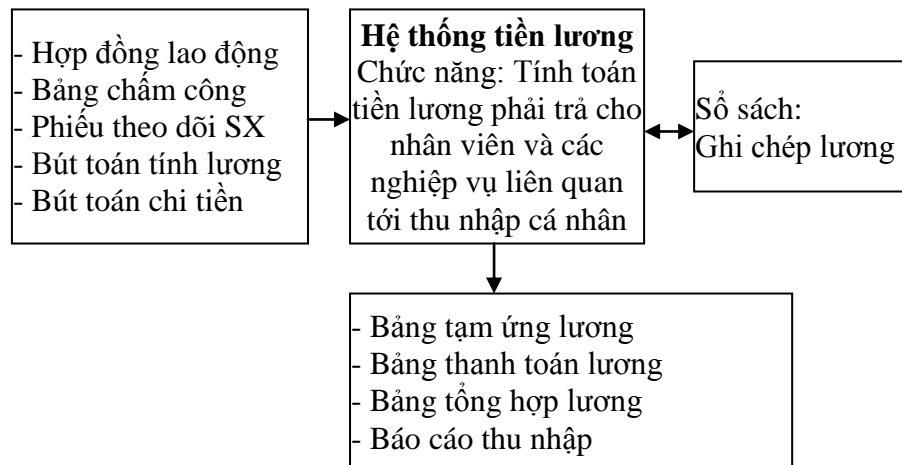 - Hợp đồng lao động
- Bảng chấm công
- Phiếu theo dõi SX
- Bút toán tính lương
- Bút toán chi tiền
Hệ thống tiền lương
Chức năng: Tính toán
tiền lương phải trả cho
nhân viên và các
nghiệp vụ liên quan
tới thu nhập cá nhân
Sổ sách:
Ghi chép lương
- Bảng tạm ứng lương
- Bảng thanh toán lương
- Bảng tổng hợp lương
- Báo cáo thu nhập